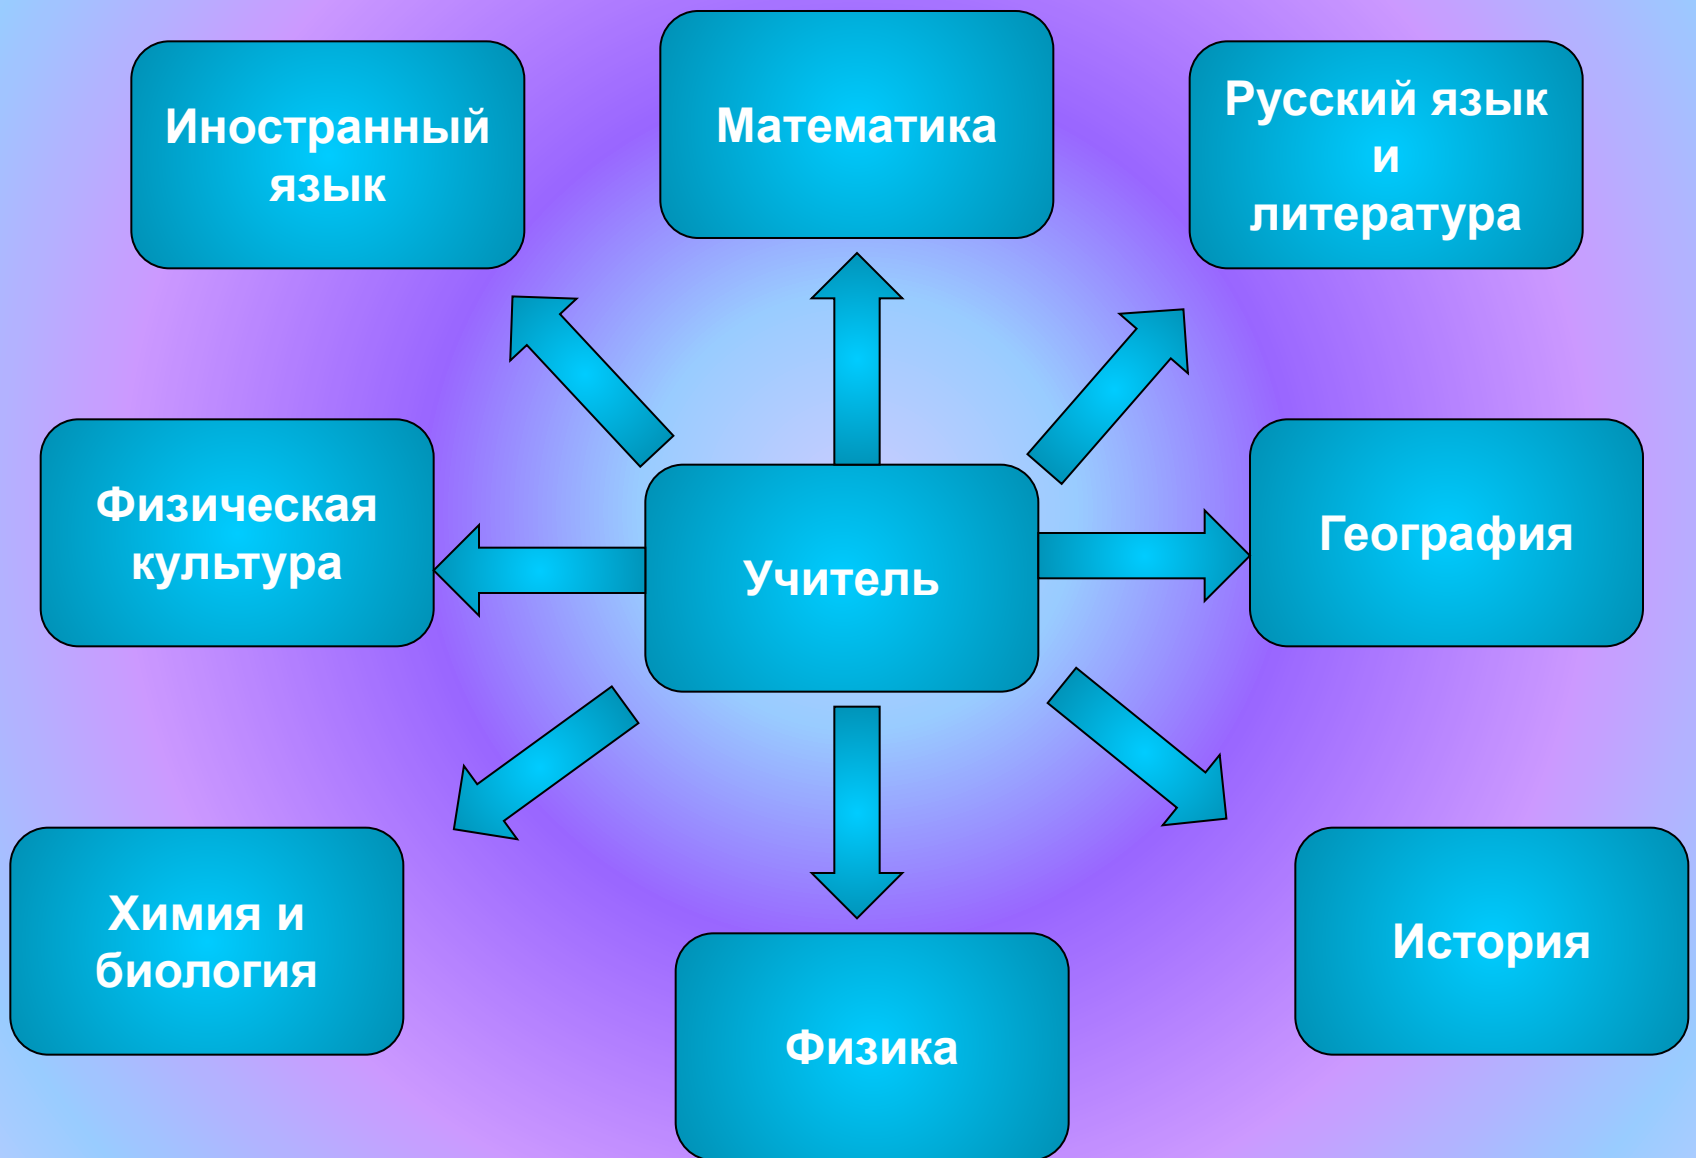 Иностранный
язык
Математика
Русский язык
и
литература
Физическая
культура
Учитель
География
Химия и
биология
Физика
История